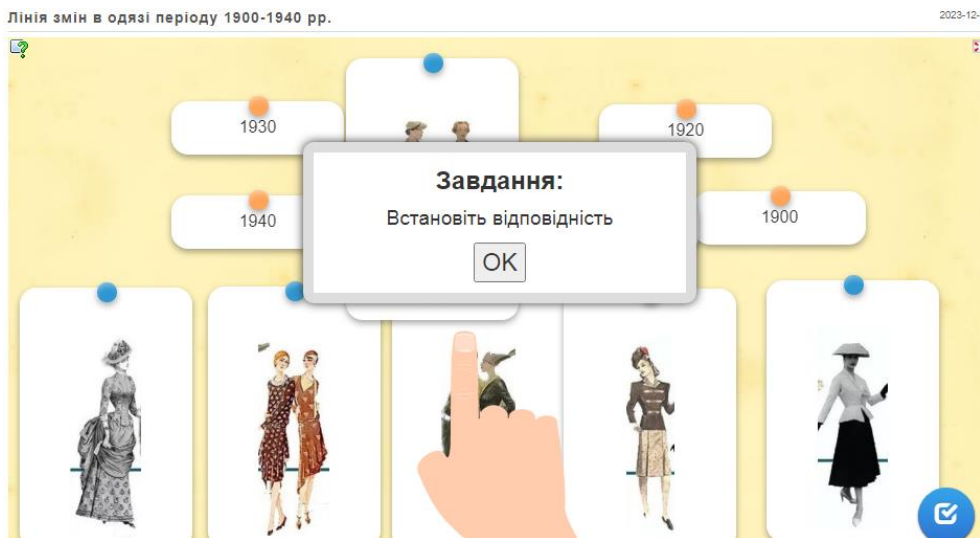 Лінія змін в одязі періоду 1900-1940 рр.
2023-12-
1930
1920
Завдання:
Встановіть відповідність
OK
1940
1900